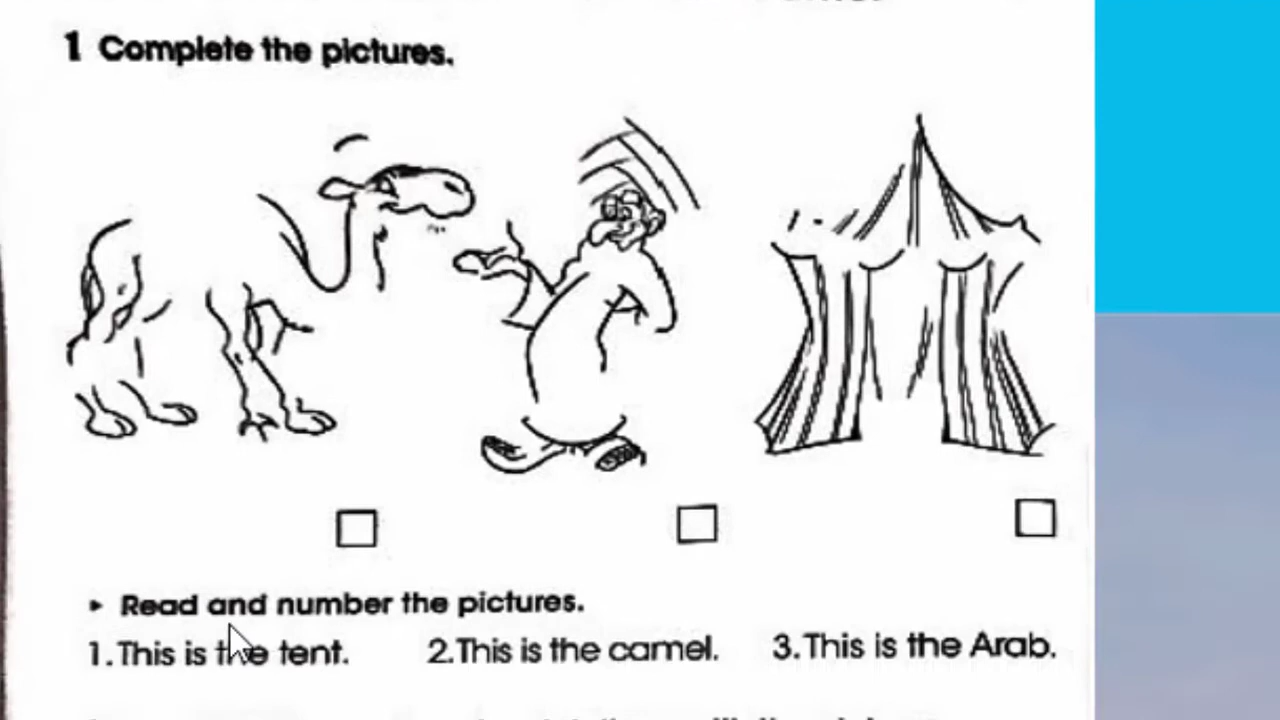 1 Complete the pictures.
▸ Read and number the pictures.
1.This is the tent. 2.This is the camel. 3.This is the Arab.